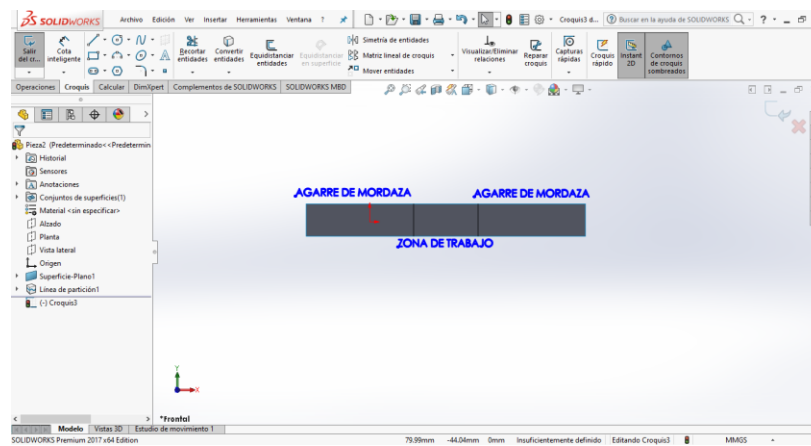 SOLIDWORKS Archivo Edición Ver Insertar Herramientas Ventana ? Croquis3 d... Buscar en la ayuda de SOLIDWORKS ?
Salir del cr...
Cota inteligente
Recortar entidades
Convertir entidades
Equidistanciar entidades
Equidistanciar en superficie
Simetría de entidades
Matriz lineal de croquis
Mover entidades
Visualizar/Eliminar relaciones
Reparar croquis
Capturas rápidas
Croquis rápido
Instant 2D
Contornos de croquis sombreados
Operaciones Croquis Calcular DimXpert Complementos de SOLIDWORKS SOLIDWORKS MBD
Pieza2 (Predeterminado<<Predetermin
Historial
Sensores
Anotaciones
Conjuntos de superficies(1)
Material <sin especificar>
Alzado
Planta
Vista lateral
Origen
Superficie-Plano1
Línea de partición1
(-) Croquis3
AGARRE DE MORDAZA AGARRE DE MORDAZA
ZONA DE TRABAJO
Y
X
*Frontal
Modelo Vistas 3D Estudio de movimiento 1
SOLIDWORKS Premium 2017 x64 Edition 79.99mm -44.04mm 0mm Insuficientemente definido Editando Croquis3 MMGS